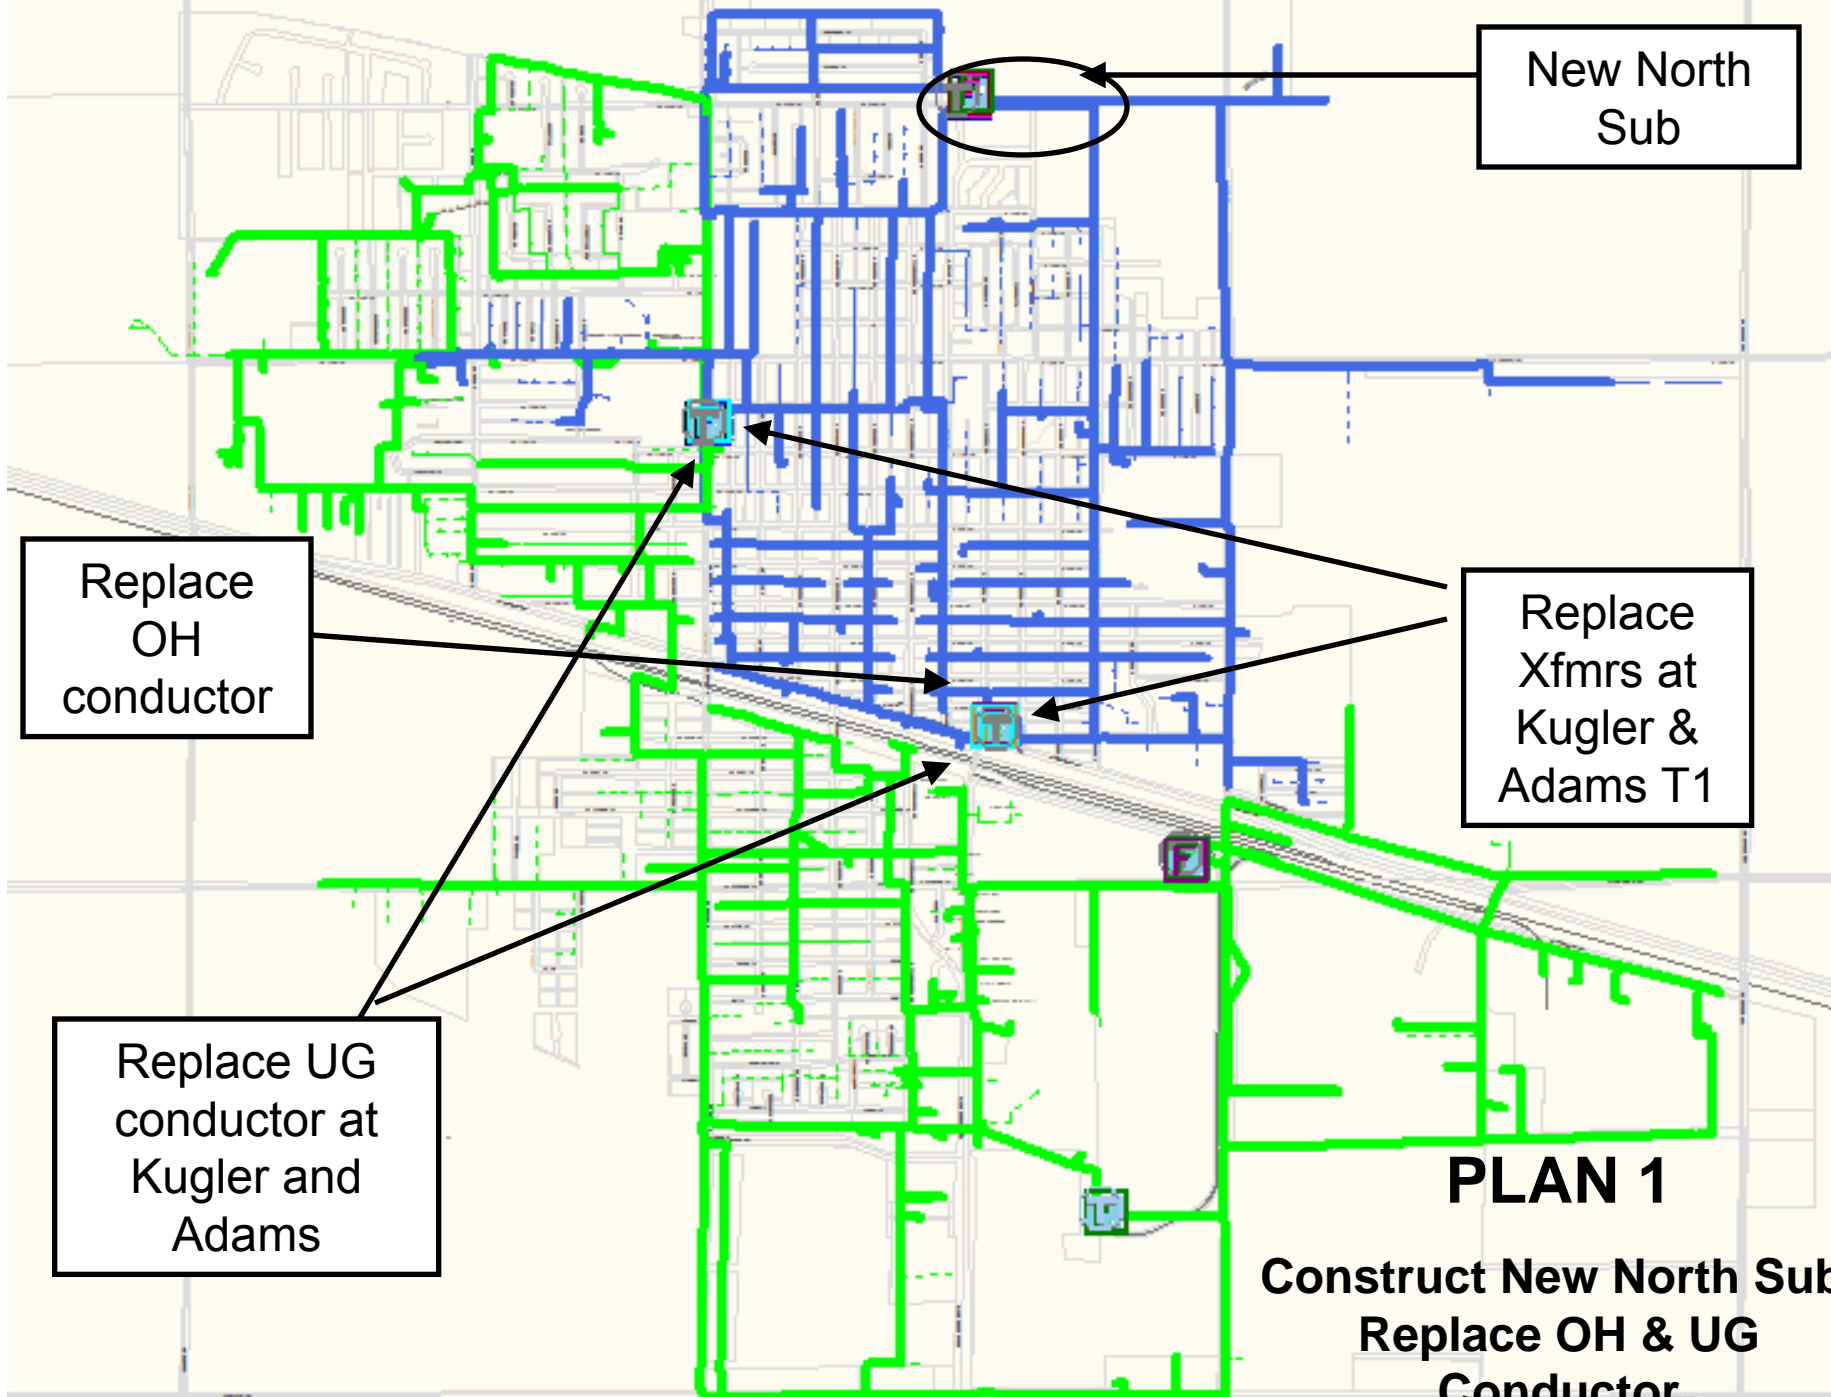 New North
Sub
Replace
OH
conductor
Replace
Xfmrs at
Kugler &
Adams T1
Replace UG
conductor at
Kugler and
Adams
F
PLAN 1
Construct New North Sub
Replace OH & UG
Conductor